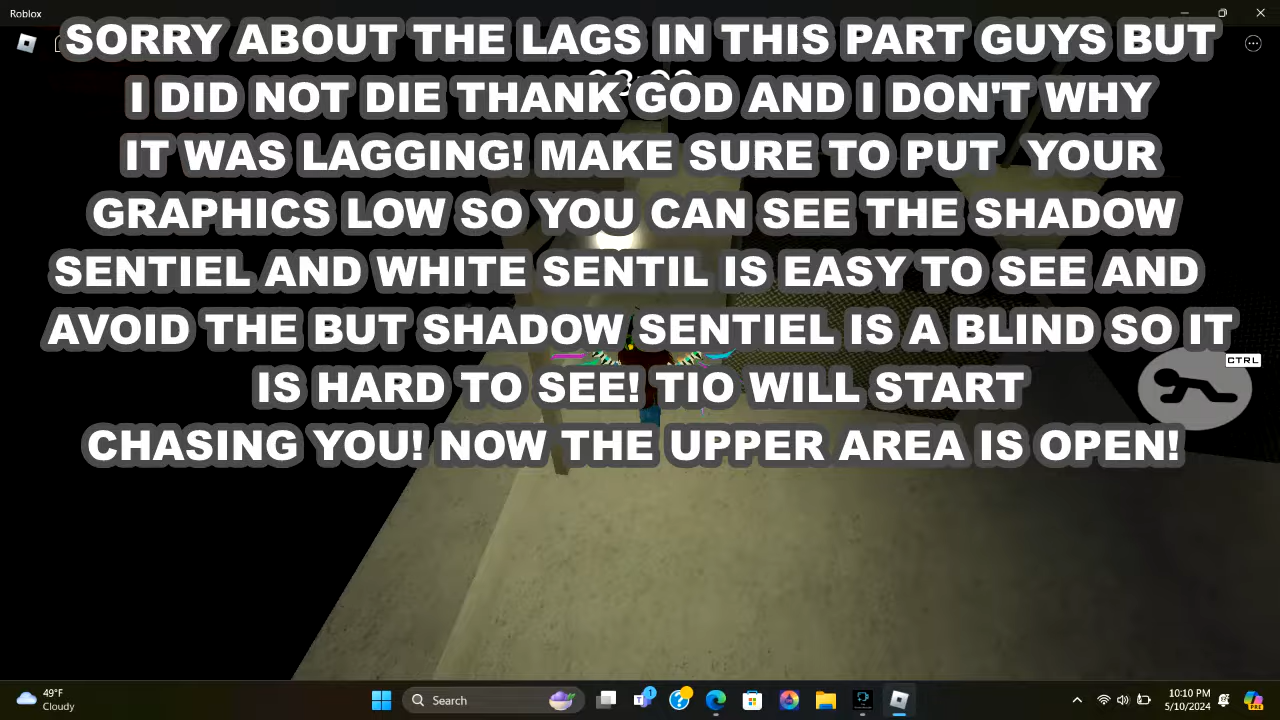 Roblox
SORRY ABOUT THE LAGS IN THIS PART GUYS BUT
I DID NOT DIE THANK GOD AND I DON'T WHY
IT WAS LAGGING! MAKE SURE TO PUT YOUR
GRAPHICS LOW SO YOU CAN SEE THE SHADOW
SENTIEL AND WHITE SENTIL IS EASY TO SEE AND
AVOID THE BUT SHADOW SENTIEL IS A BLIND SO IT
IS HARD TO SEE! TIO WILL START
CHASING YOU! NOW THE UPPER AREA IS OPEN!
CTRL
49°F
Cloudy
Search
1
10:10 PM
5/10/2024
PRE